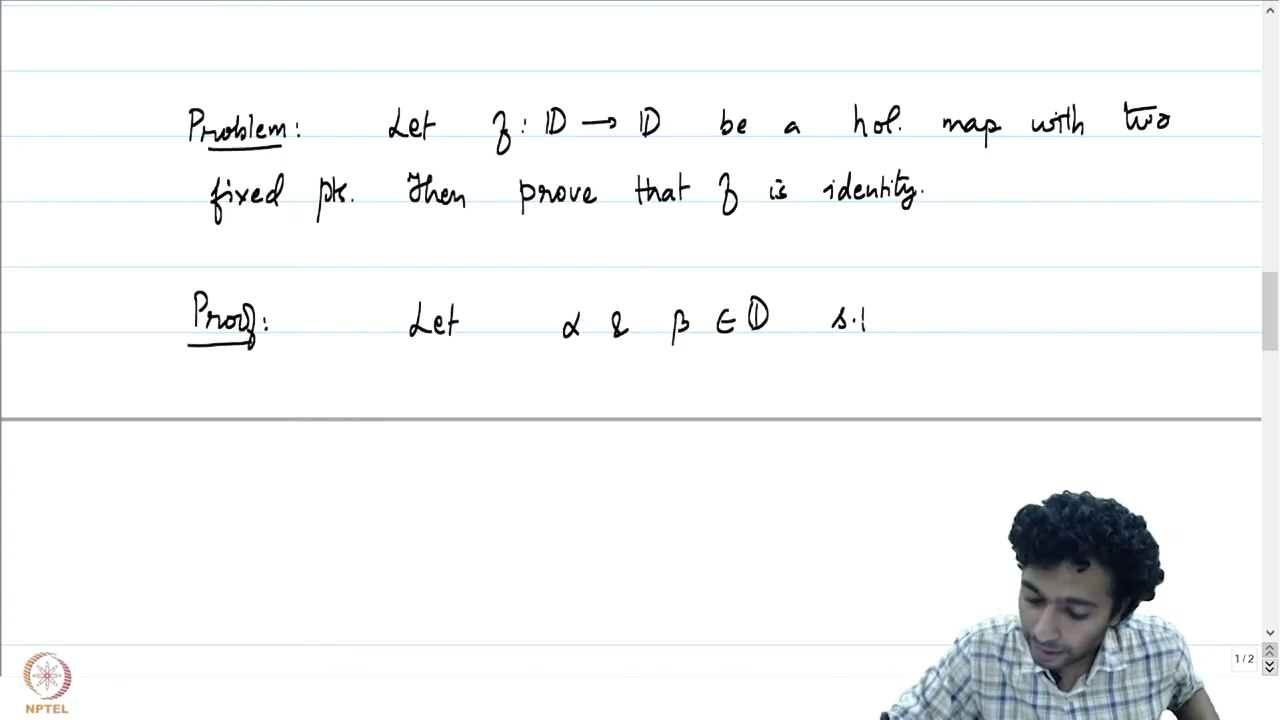 Problem: Let f: 𝔻 → 𝔻 be a hol. map with two
fixed pts. Then prove that f is identity.
Proof: Let α & β ∈ 𝔻 s.t
1/2
NPTEL